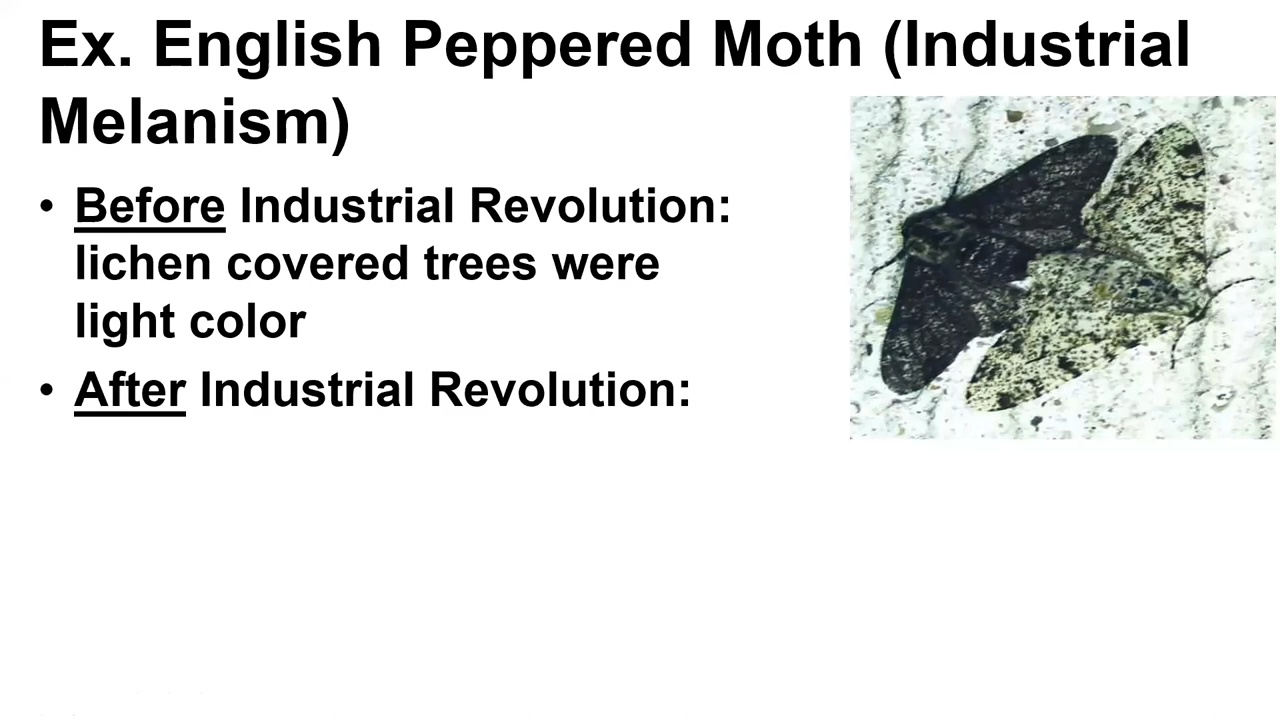 Ex. English Peppered Moth (Industrial
Melanism)
• Before Industrial Revolution:
lichen covered trees were
light color
• After Industrial Revolution: